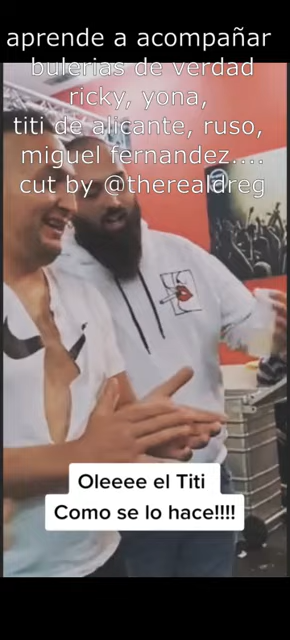 aprende a acompañar
bulerias de verdad
ricky, yona,
titi de alicante, ruso,
miguel fernandez....
cut by @therealdreg
Oleeee el Titi
Como se lo hace!!!!